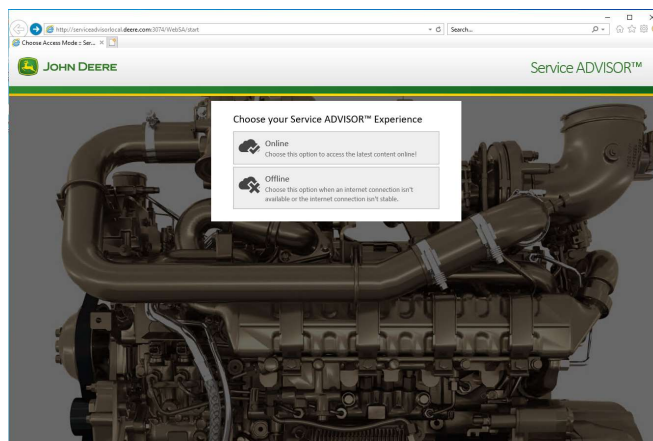 http://serviceadvisorlocal.deere.com:3074/WebSA/start
Search...
Choose Access Mode :: Ser...
JOHN DEERE
Service ADVISOR™
Choose your Service ADVISOR™ Experience
Online
Choose this option to access the latest content online!
Offline
Choose this option when an internet connection isn't
available or the internet connection isn't stable.